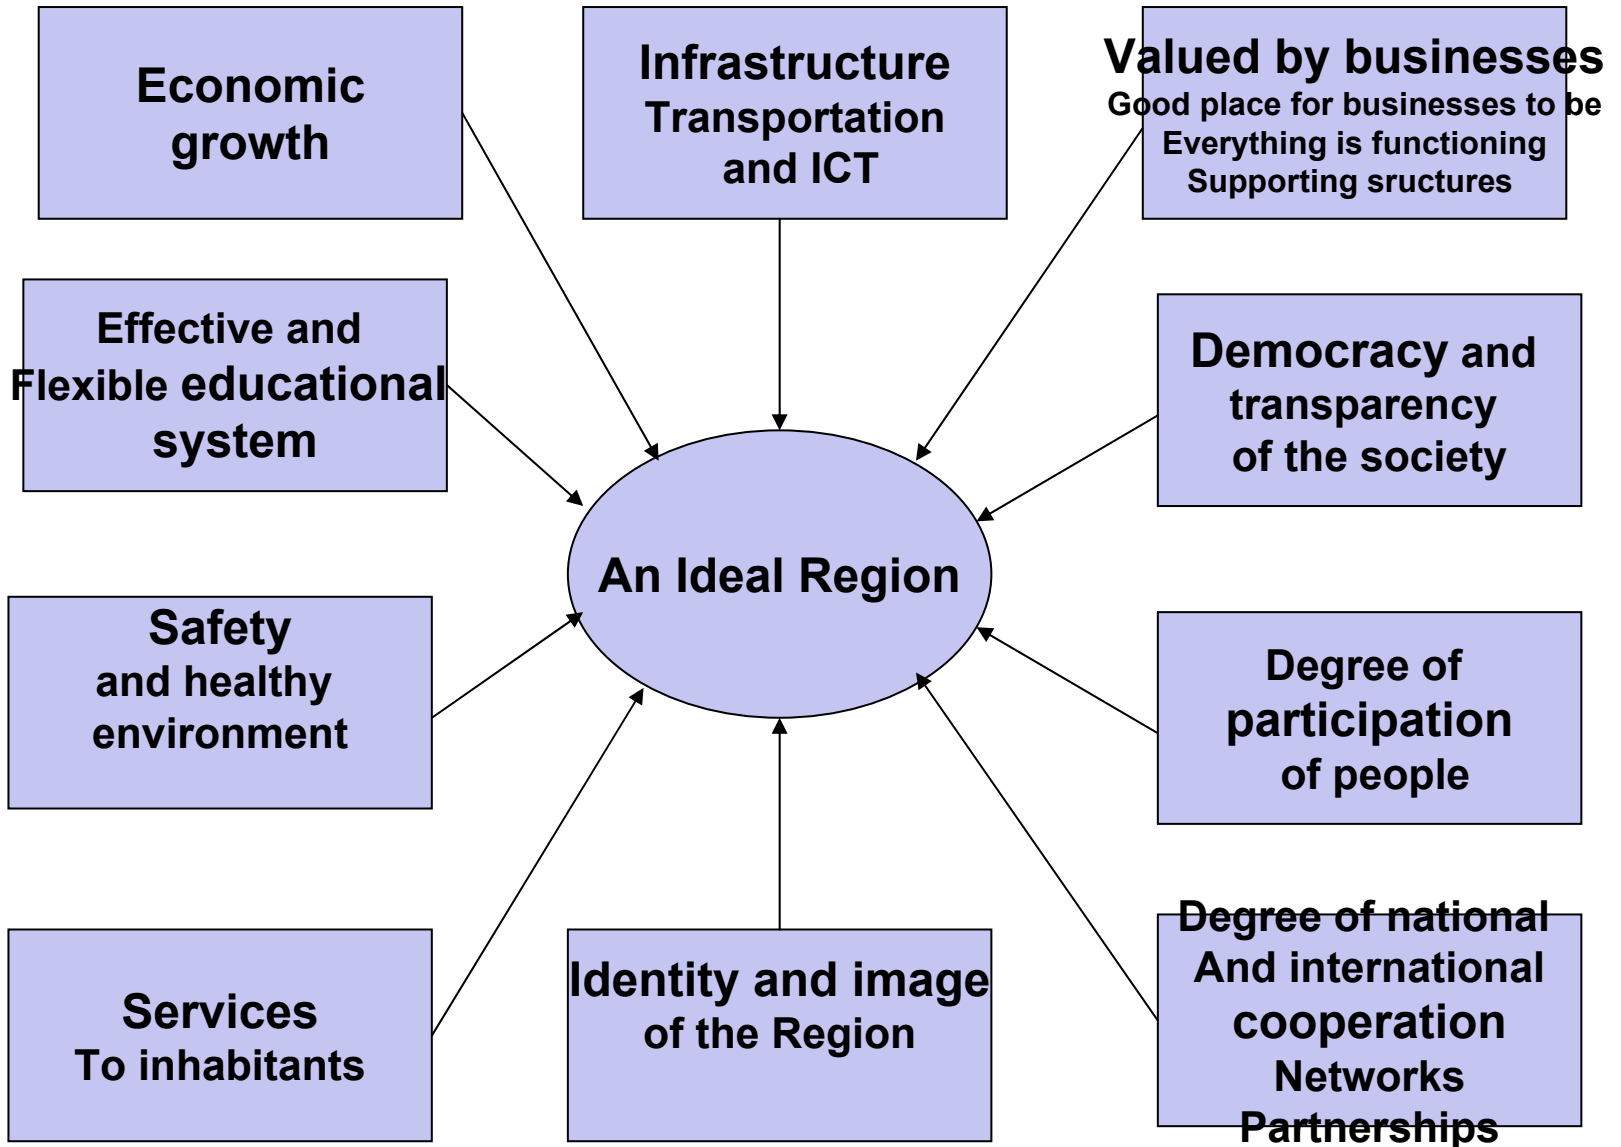 Economic
growth
Infrastructure
Transportation
and ICT
Valued by businesses
Good place for businesses to be
Everything is functioning
Supporting sructures
Effective and
Flexible educational
system
Democracy and
transparency
of the society
An Ideal Region
Safety
and healthy
environment
Degree of
participation
of people
Services
To inhabitants
Identity and image
of the Region
Degree of national
And international
cooperation
Networks
Partnerships